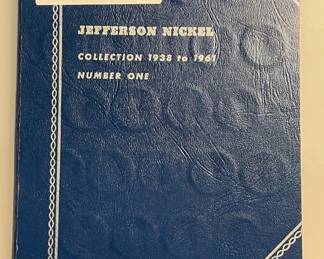 JEFFERSON NICKEL
COLLECTION 1938 to 1961
NUMBER ONE